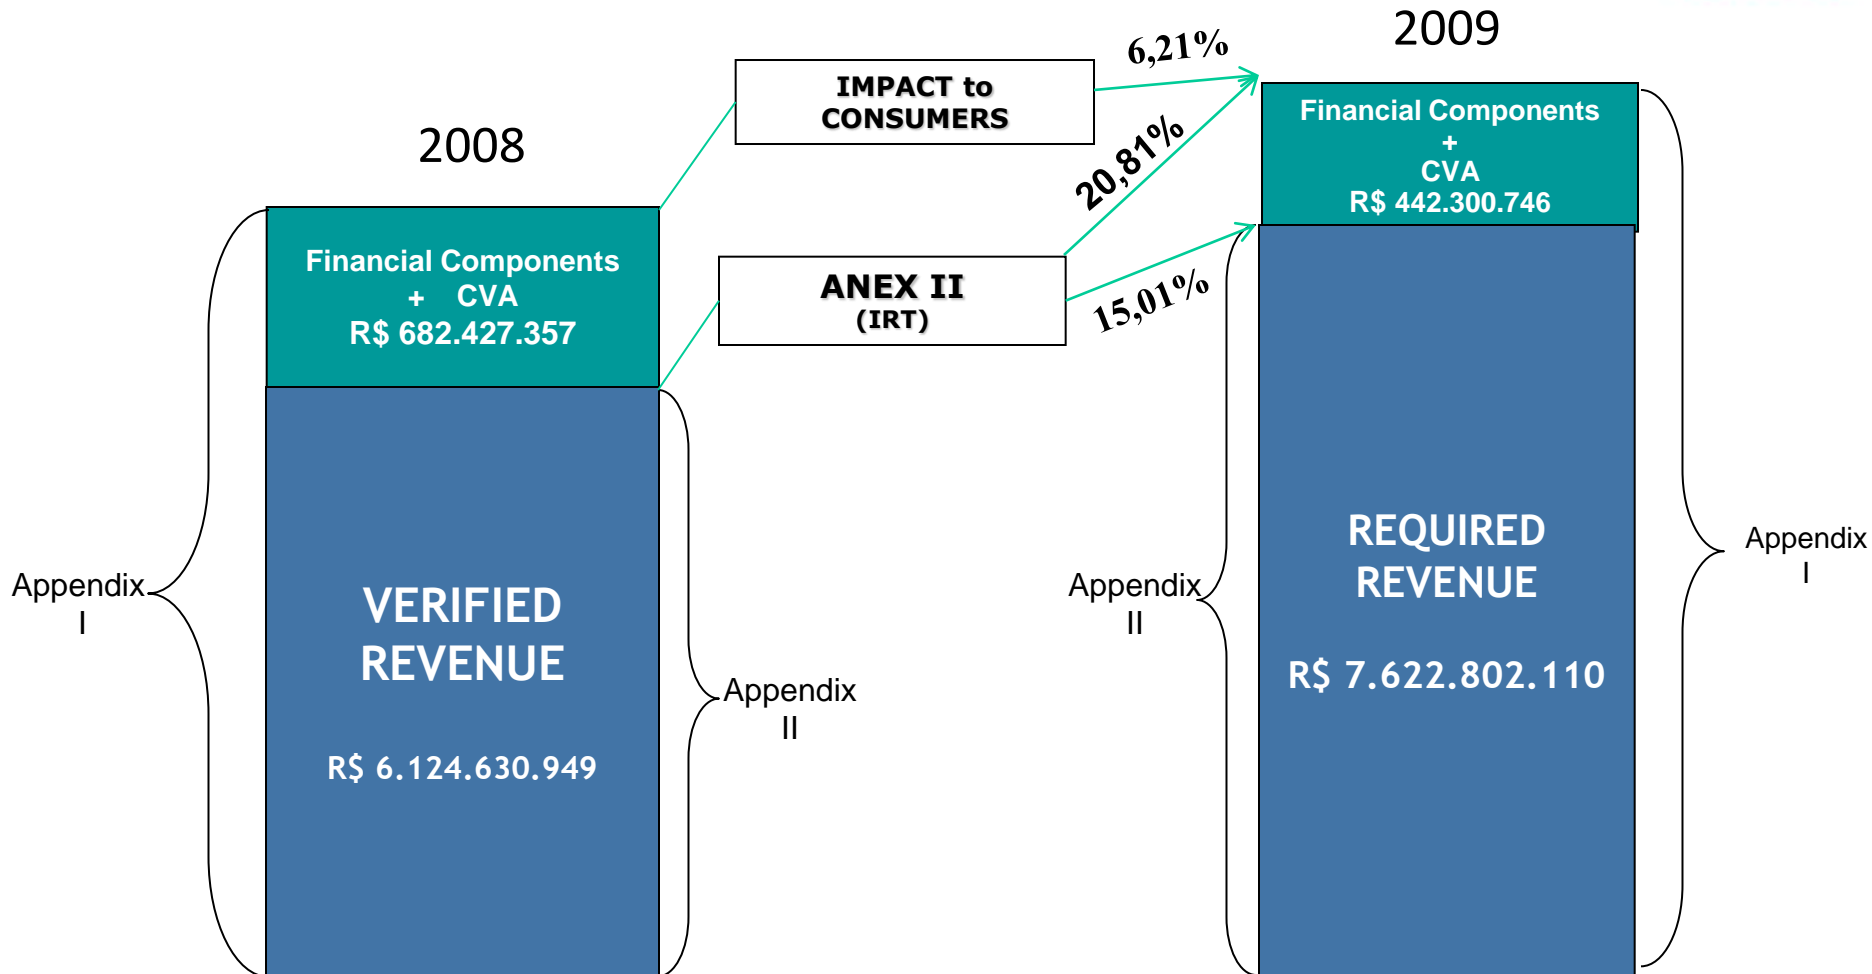 2008
Financial Components
+ CVA
R$ 682.427.357
VERIFIED
REVENUE
R$ 6.124.630.949
Appendix
I
Appendix
II
IMPACT to
CONSUMERS
6,21%
20,81%
ANEX II
(IRT)
15,01%
2009
Financial Components
+
CVA
R$ 442.300.746
REQUIRED
REVENUE
R$ 7.622.802.110
Appendix
II
Appendix
I